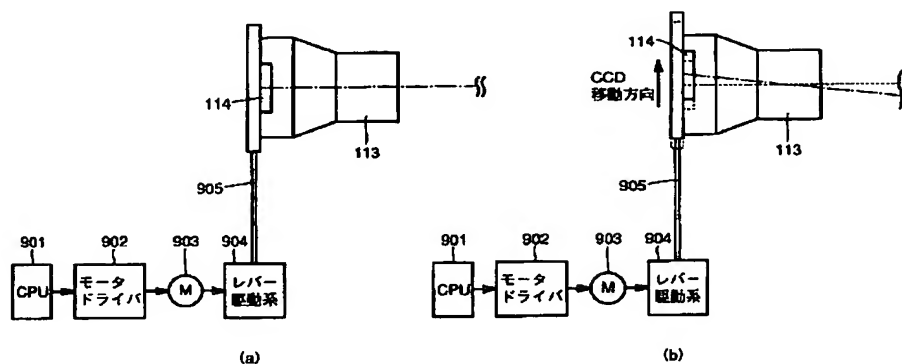 114
113
905
901
902
903
904
CPU
モータ
ドライバ
M
レバー
駆動系
(a)
114
CCD
移動方向
113
905
901
902
903
904
CPU
モータ
ドライバ
M
レバー
駆動系
(b)